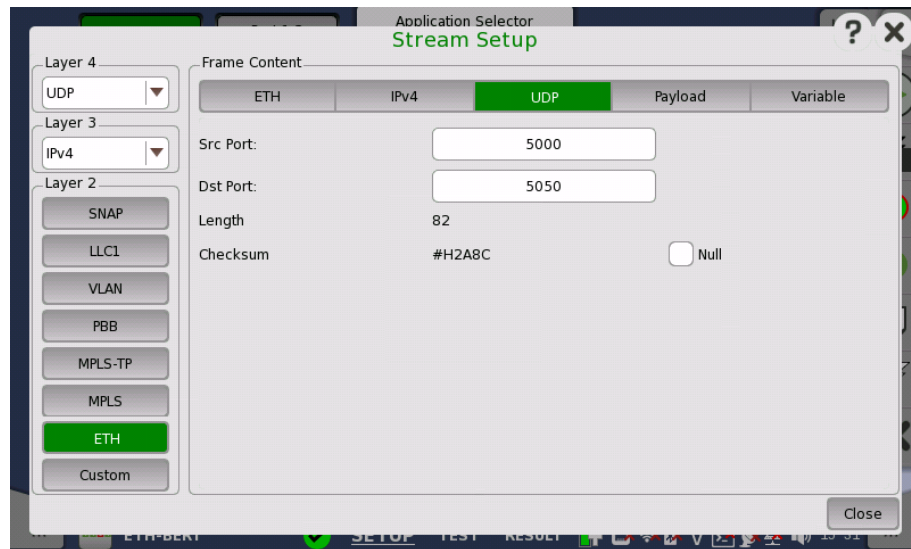 Application Selector
Stream Setup
?
Layer 4
UDP
Layer 3
IPv4
Layer 2
SNAP
LLC1
VLAN
PBB
MPLS-TP
MPLS
ETH
Custom
Frame Content
ETH IPv4 UDP Payload Variable
Src Port: 5000
Dst Port: 5050
Length 82
Checksum #H2A8C Null
Close
ETH-BERT SETUP TEST RESULT